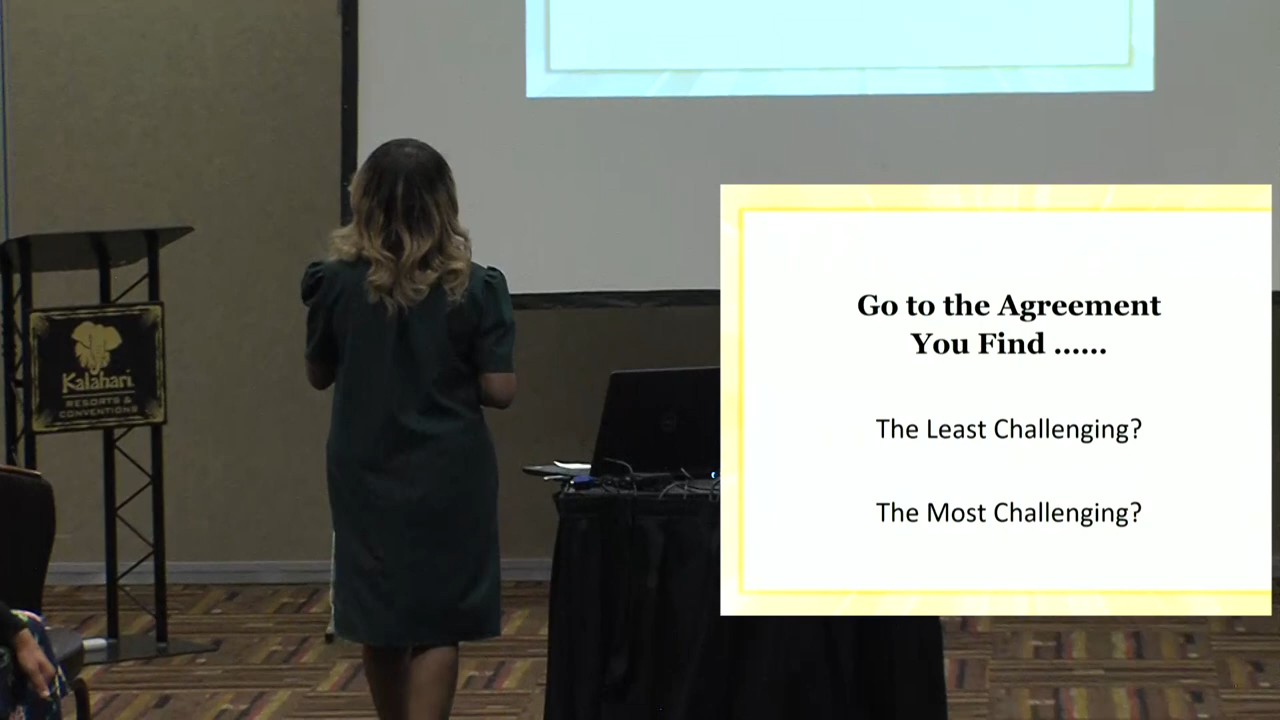 Kalahari
RESORTS &
CONVENTIONS
Go to the Agreement
You Find ......
The Least Challenging?
The Most Challenging?